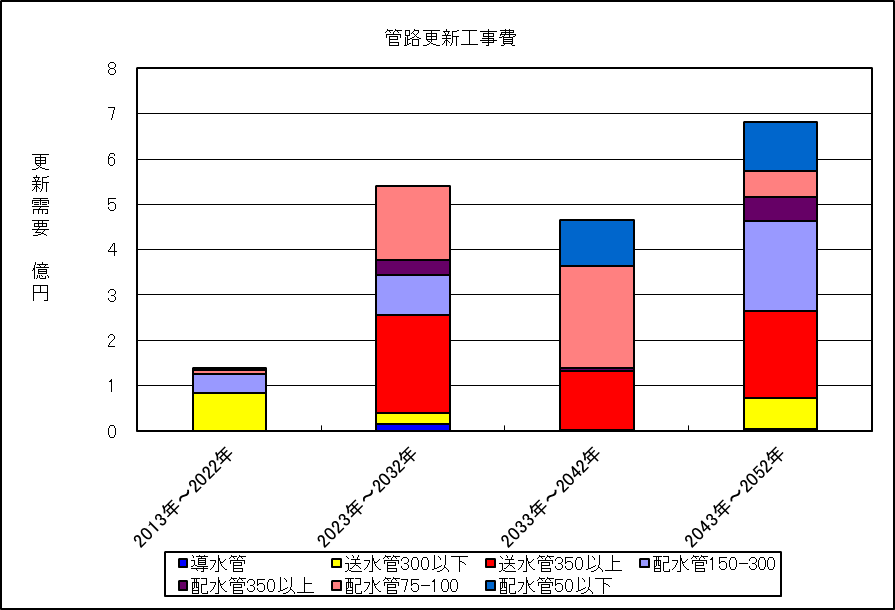 管路更新工事費
8
7
6
5
4
3
2
1
0
更新需要 億円
2013年～2022年
2023年～2032年
2033年～2042年
2043年～2052年
導水管 送水管300以下 送水管350以上 配水管150-300
配水管350以上 配水管75-100 配水管50以下